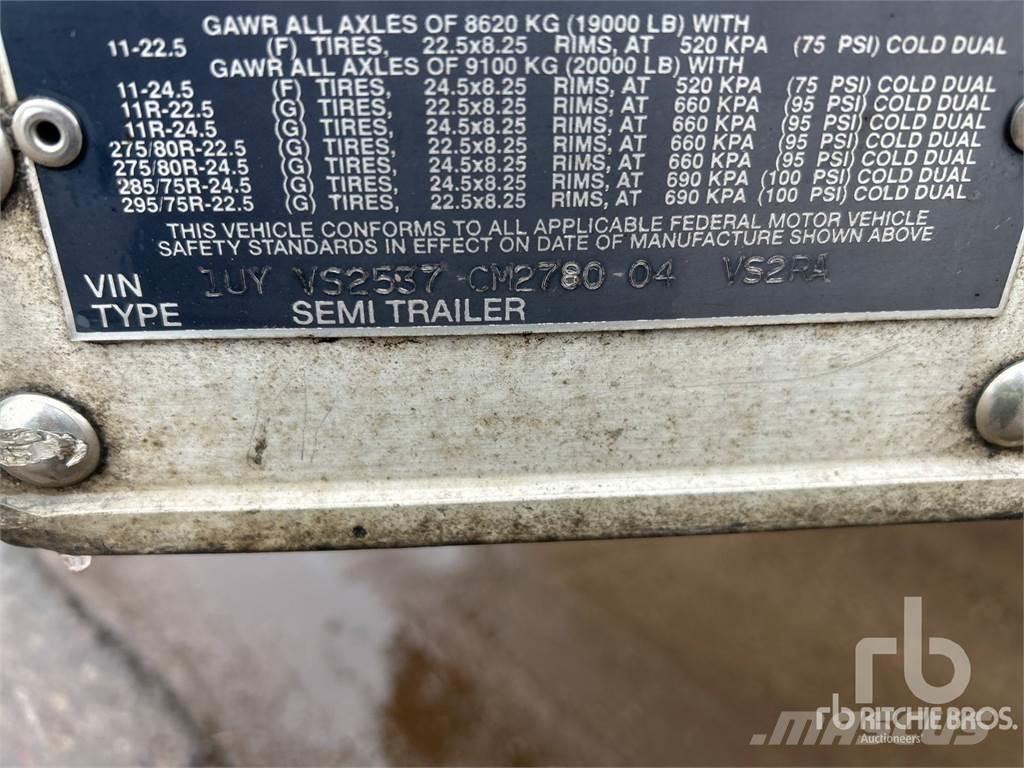 GAWR ALL AXLES OF 8620 KG (19000 LB) WITH
11-22.5 (F) TIRES, 22.5x8.25 RIMS, AT 520 KPA (75 PSI) COLD DUAL
GAWR ALL AXLES OF 9100 KG (20000 LB) WITH
11-24.5 (F) TIRES, 24.5x8.25 RIMS, AT 520 KPA (75 PSI) COLD DUAL
11R-22.5 (G) TIRES, 22.5x8.25 RIMS, AT 660 KPA (95 PSI) COLD DUAL
11R-24.5 (G) TIRES, 24.5x8.25 RIMS, AT 660 KPA (95 PSI) COLD DUAL
275/80R-22.5 (G) TIRES, 22.5x8.25 RIMS, AT 660 KPA (95 PSI) COLD DUAL
275/80R-24.5 (G) TIRES, 24.5x8.25 RIMS, AT 660 KPA (95 PSI) COLD DUAL
285/75R-24.5 (G) TIRES, 24.5x8.25 RIMS, AT 690 KPA (100 PSI) COLD DUAL
295/75R-22.5 (G) TIRES, 22.5x8.25 RIMS, AT 690 KPA (100 PSI) COLD DUAL
THIS VEHICLE CONFORMS TO ALL APPLICABLE FEDERAL MOTOR VEHICLE
SAFETY STANDARDS IN EFFECT ON DATE OF MANUFACTURE SHOWN ABOVE
VIN 1UY VS2537 CM2780 04 VS2RA
TYPE SEMI TRAILER
rb
rb RITCHIE BROS.
Auctioneers
MASCUS